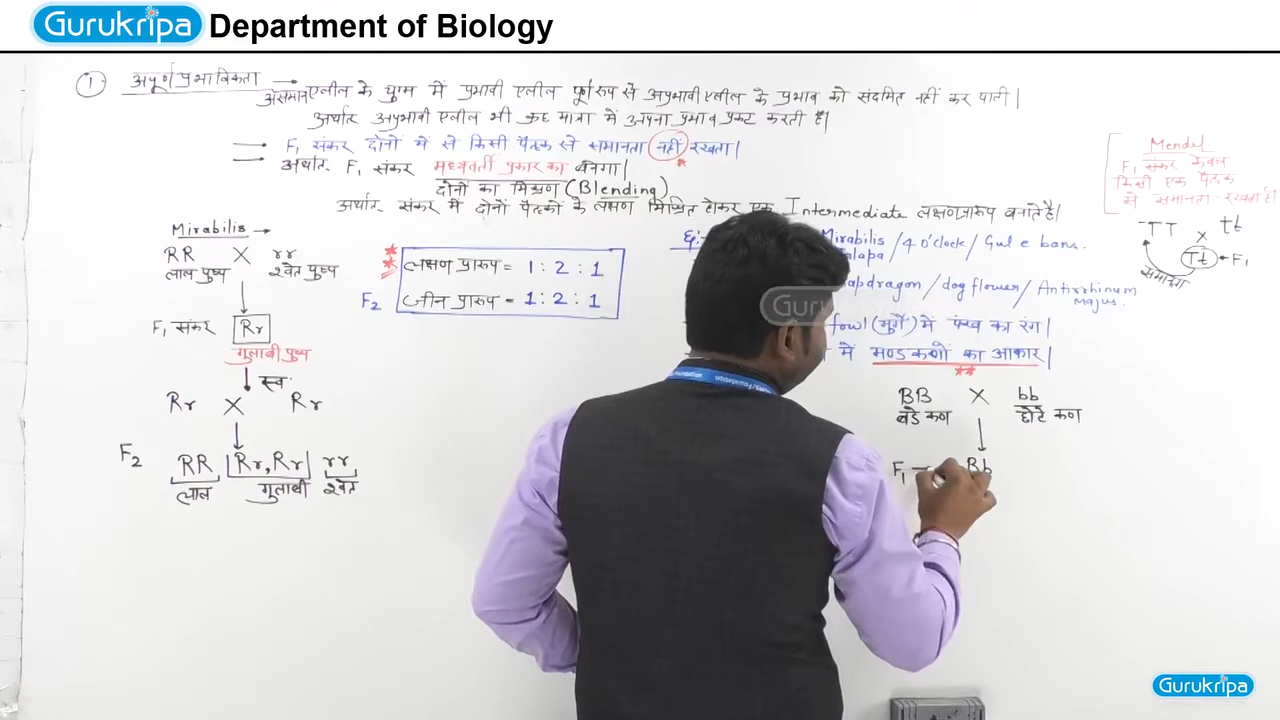 Gurukripa Department of Biology
① अपूर्ण प्रभाविकता →
असमान एलील के युग्म में प्रभावी एलील पूर्ण रुप से अप्रभावी एलील के प्रभाव को संदमित नहीं कर पाती।
अर्थात अप्रभावी एलील भी कुछ मात्रा में अपना प्रभाव प्रकट करती है।
→ F₁ संकर दोनों में से किसी पैतृक से समानता नहीं रखता।
→ अर्थात- F₁ संकर मध्यवर्ती प्रकार का बनेगा।
दोनों का मिश्रण (Blending)
अर्थात- संकर में दोनों पैतृकों के लक्षण मिश्रित होकर एक Intermediate लक्षणप्रारुप बनाते है।
Mendel
F₁ संकर केवल
किसी एक पैतृक
से समानता रखता है।
TT × tt
Tt ← F₁
समानता
Mirabilis →
RR × rr
लाल पुष्प श्वेत पुष्प
F₁ संकर Rr
गुलाबी पुष्प
स्व:
Rr × Rr
F₂ RR Rr, Rr rr
लाल गुलाबी श्वेत
लक्षण प्रारुप = 1 : 2 : 1
F₂ जीन प्रारुप = 1 : 2 : 1
Eg:- Mirabilis / 4 O'clock / Gul e bans.
alapa
apdragon / dog flower / Antirrhinum
majus.
fowl (मुर्गे) में पंख का रंग।
में मण्ड कणों का आकार।
BB × bb
बडे कण छोटे कण
F₁ → Bb
Gurukripa
Gurukripa